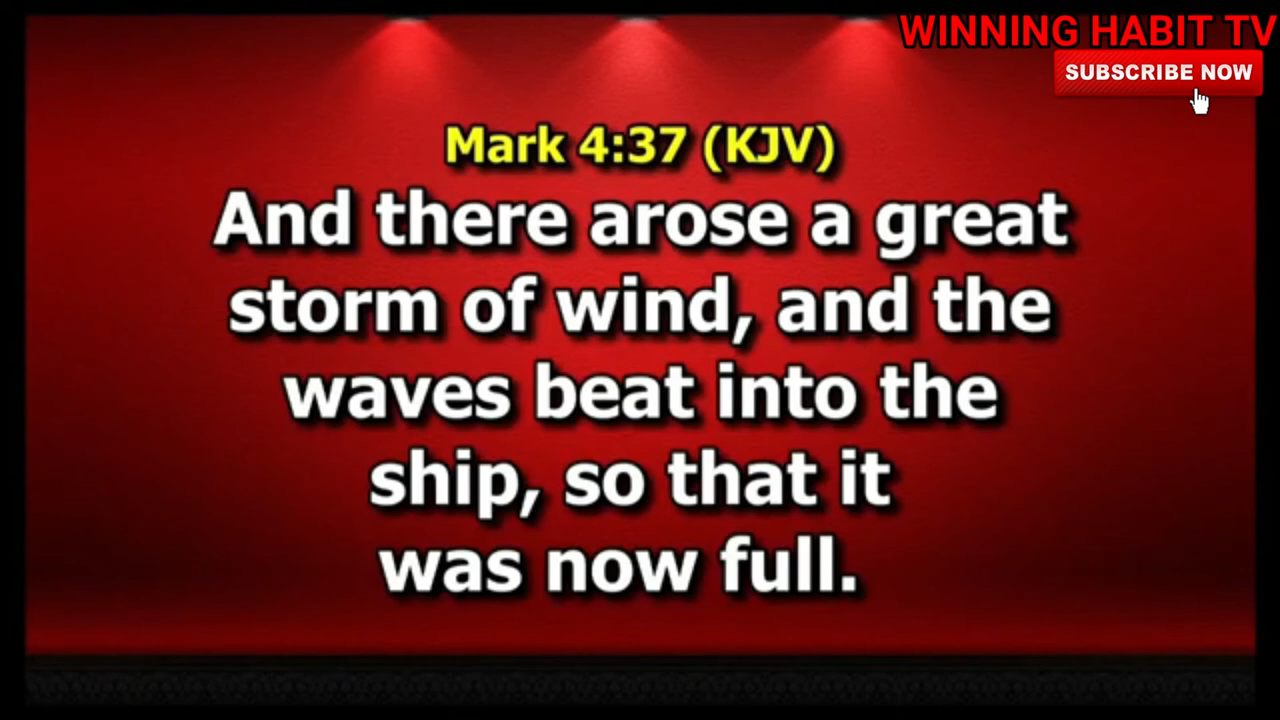 WINNING HABIT TV
SUBSCRIBE NOW
Mark 4:37 (KJV)
And there arose a great
storm of wind, and the
waves beat into the
ship, so that it
was now full.